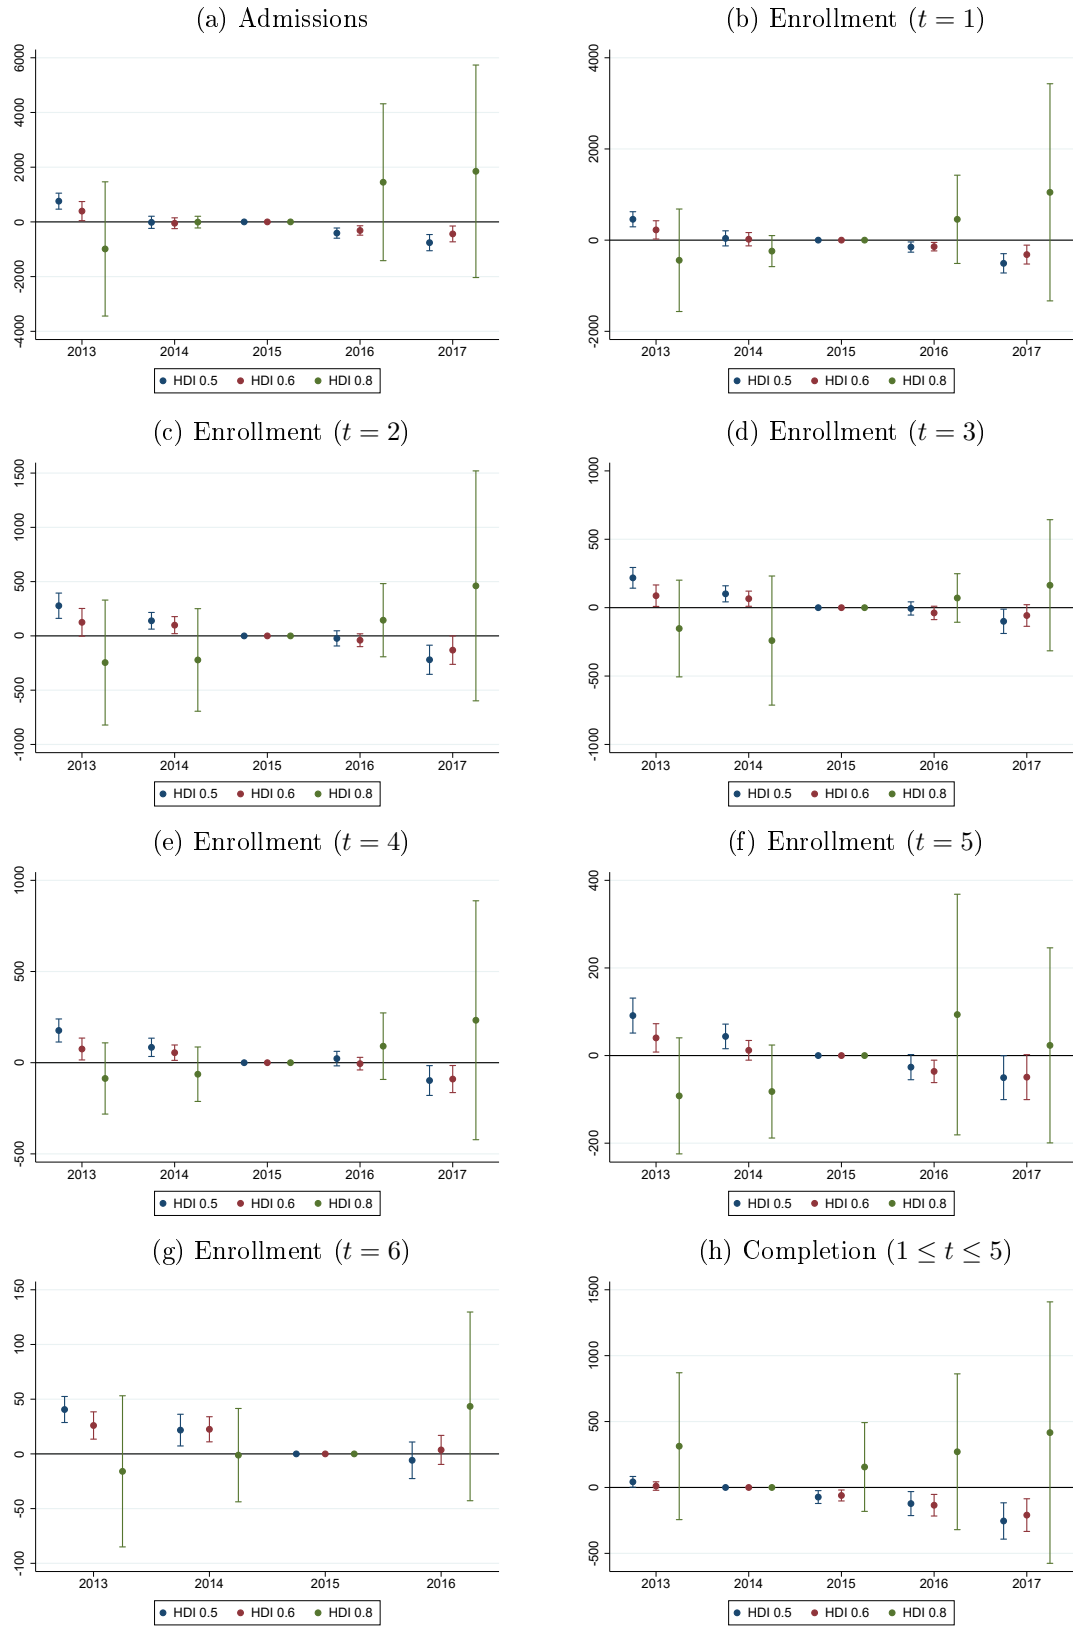 (a) Admissions
6000
4000
2000
0
-2000
-4000
2013 2014 2015 2016 2017
HDI 0.5 HDI 0.6 HDI 0.8
(b) Enrollment (t = 1)
4000
2000
0
-2000
2013 2014 2015 2016 2017
HDI 0.5 HDI 0.6 HDI 0.8
(c) Enrollment (t = 2)
1500
1000
500
0
-500
-1000
2013 2014 2015 2016 2017
HDI 0.5 HDI 0.6 HDI 0.8
(d) Enrollment (t = 3)
1000
500
0
-500
-1000
2013 2014 2015 2016 2017
HDI 0.5 HDI 0.6 HDI 0.8
(e) Enrollment (t = 4)
1000
500
0
-500
2013 2014 2015 2016 2017
HDI 0.5 HDI 0.6 HDI 0.8
(f) Enrollment (t = 5)
400
200
0
-200
2013 2014 2015 2016 2017
HDI 0.5 HDI 0.6 HDI 0.8
(g) Enrollment (t = 6)
150
100
50
0
-50
-100
2013 2014 2015 2016
HDI 0.5 HDI 0.6 HDI 0.8
(h) Completion (1 ≤ t ≤ 5)
1500
1000
500
0
-500
2013 2014 2015 2016 2017
HDI 0.5 HDI 0.6 HDI 0.8